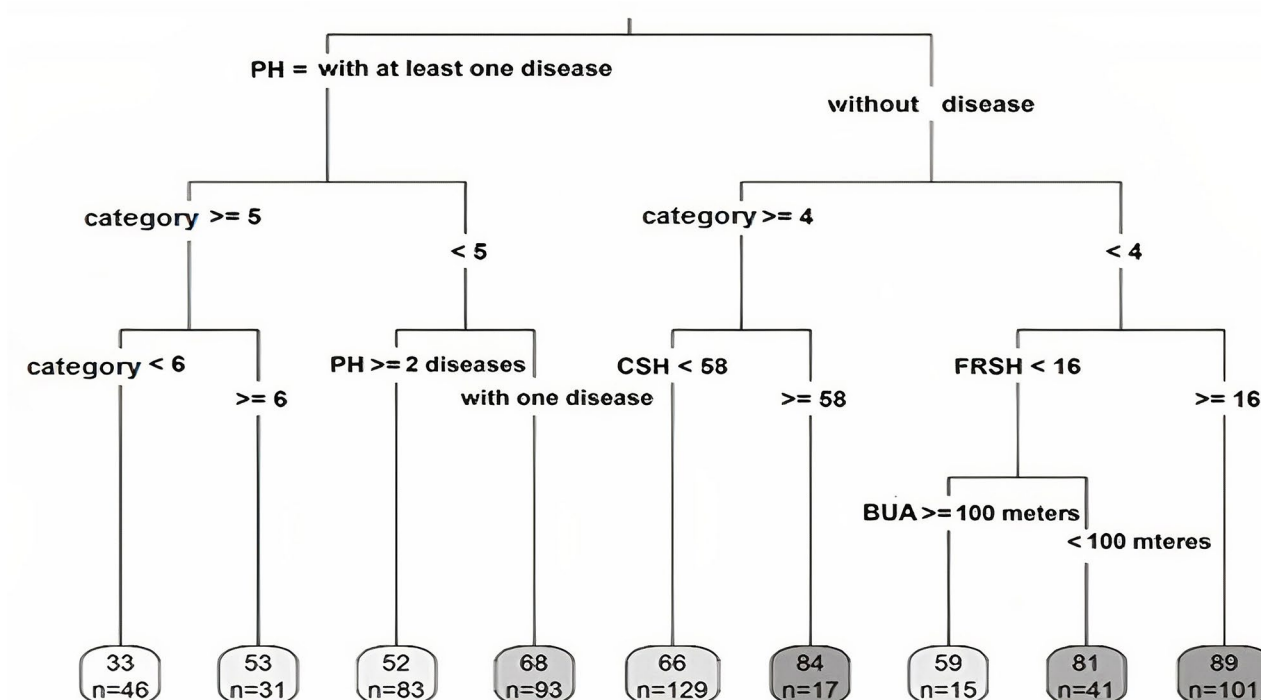 PH = with at least one disease
without disease
category >= 5
< 5
category >= 4
< 4
category < 6
>= 6
PH >= 2 diseases
with one disease
CSH < 58
>= 58
FRSH < 16
>= 16
BUA >= 100 meters
< 100 mteres
33
n=46
53
n=31
52
n=83
68
n=93
66
n=129
84
n=17
59
n=15
81
n=41
89
n=101